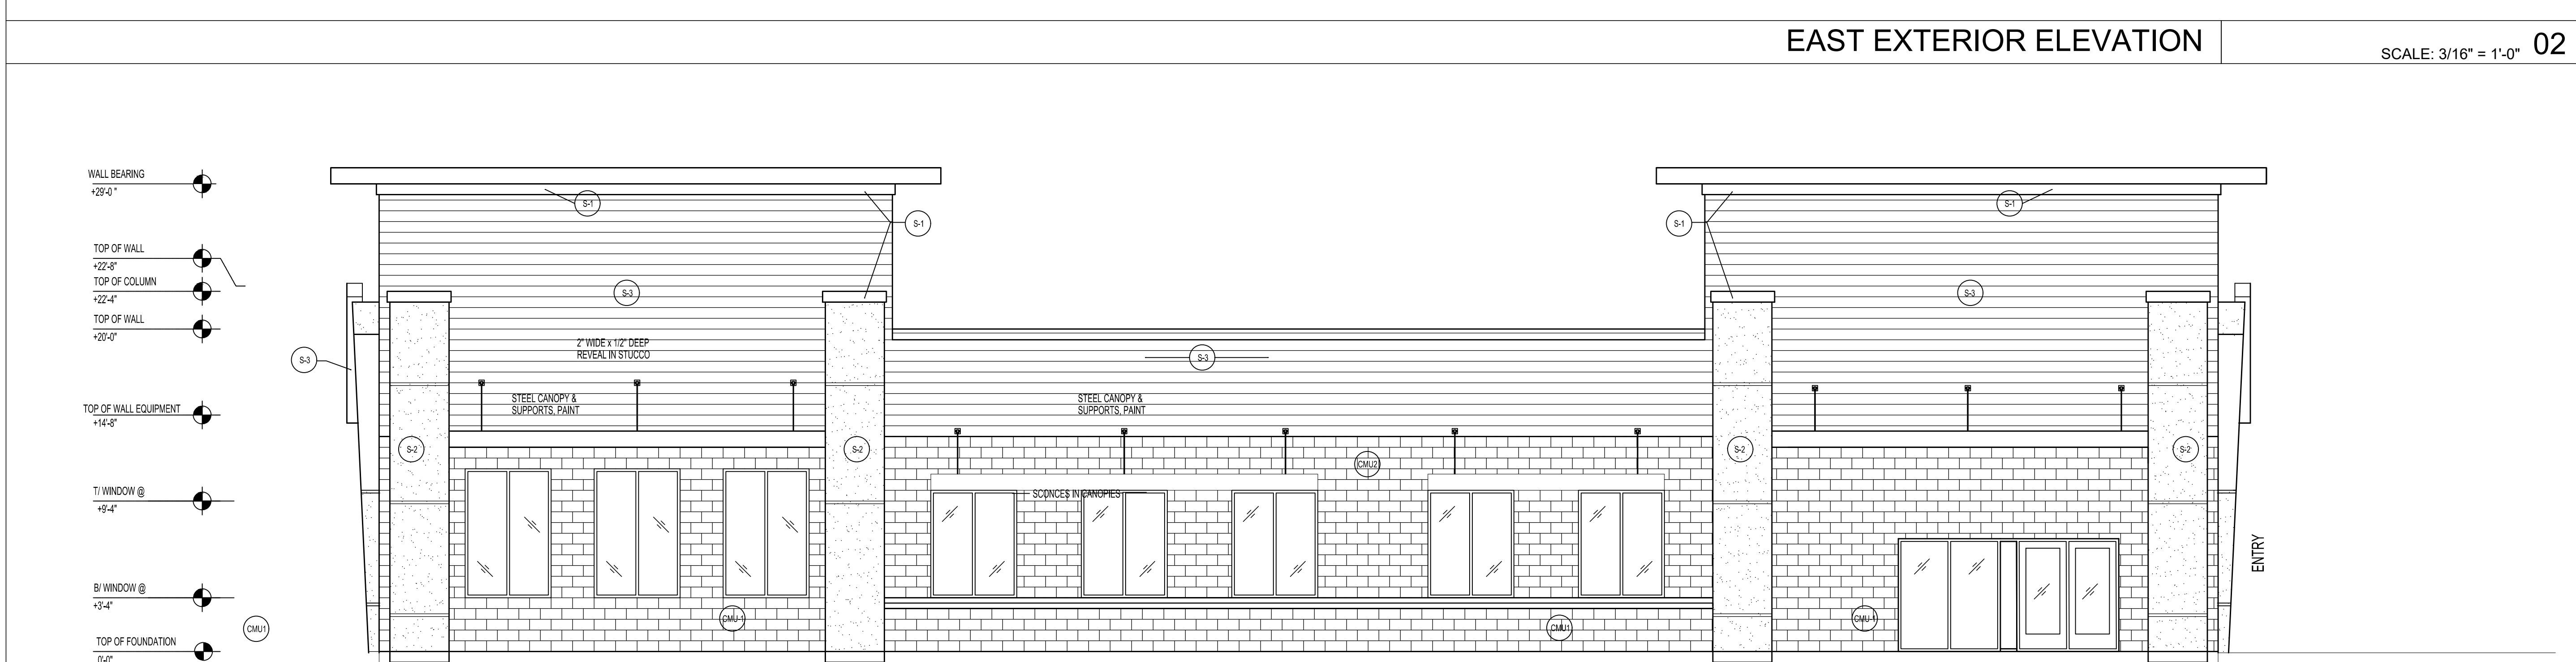 EAST EXTERIOR ELEVATION
SCALE: 3/16" = 1'-0" 02
WALL BEARING
+29'-0 "
TOP OF WALL
+22'-8"
TOP OF COLUMN
+22'-4"
TOP OF WALL
+20'-0"
TOP OF WALL EQUIPMENT
+14'-8"
T/ WINDOW @
+9'-4"
B/ WINDOW @
+3'-4"
TOP OF FOUNDATION
0'-0"
S-1
S-1
S-1
S-1
S-3
S-3
2" WIDE x 1/2" DEEP
REVEAL IN STUCCO
S-3
S-3
STEEL CANOPY &
SUPPORTS, PAINT
STEEL CANOPY &
SUPPORTS, PAINT
S-2
S-2
S-2
S-2
CMU2
SCONCES IN CANOPIES
ENTRY
CMU1
CMU-1
CMU1
CMU-1